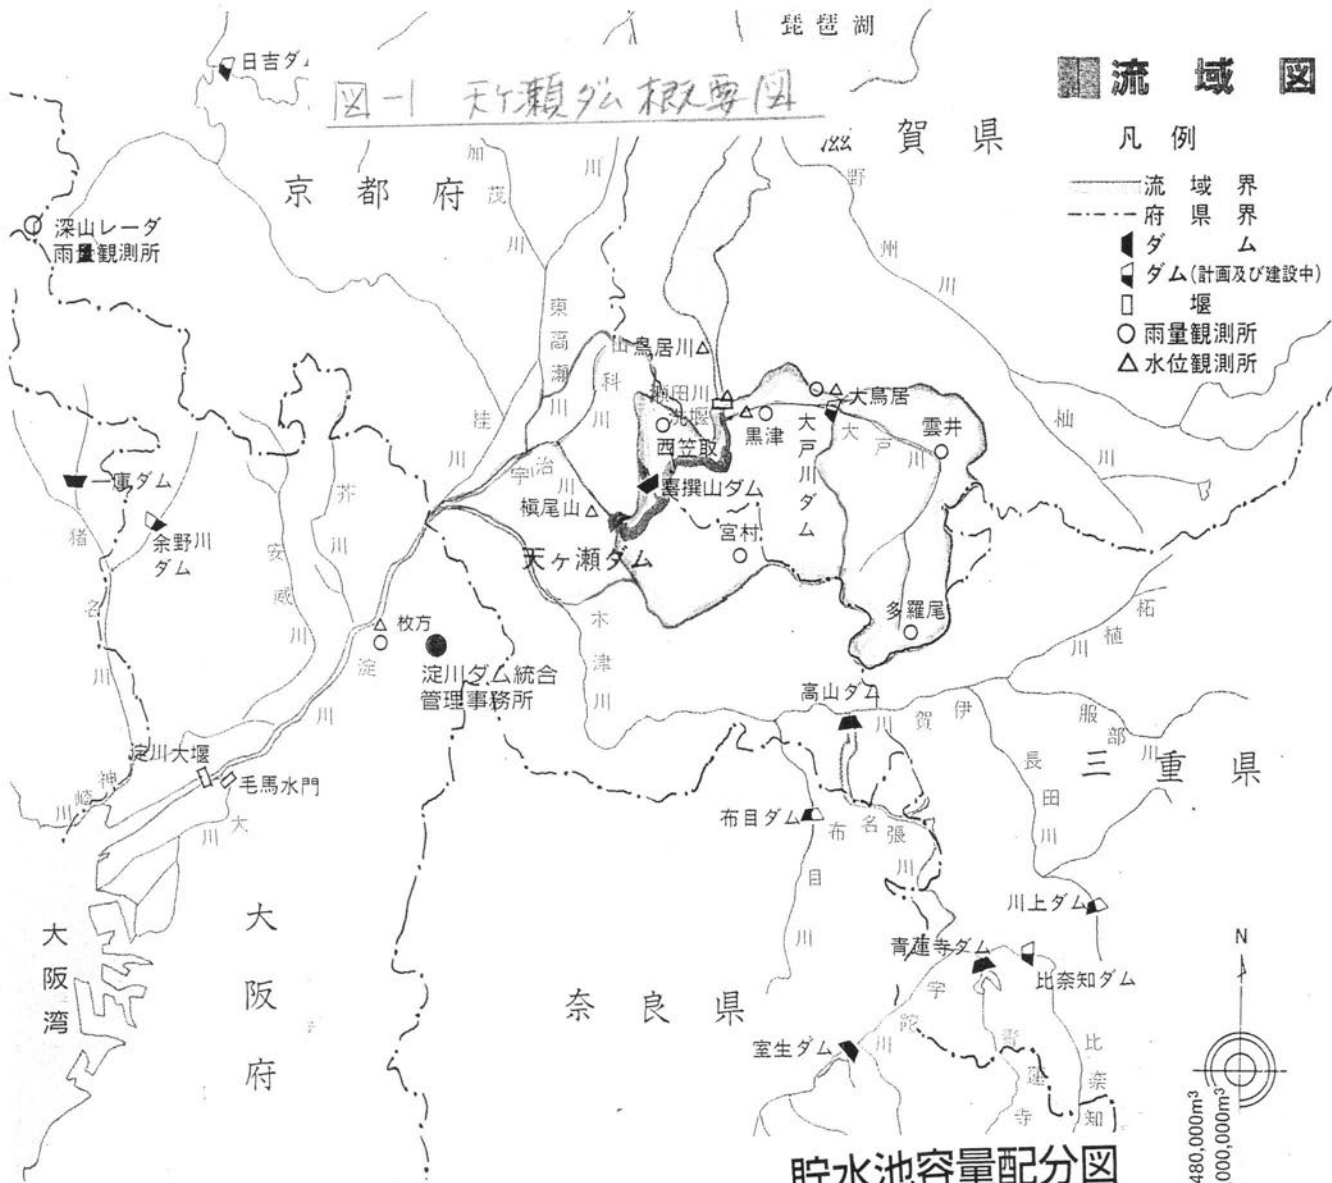 琵琶湖
日吉ダ
図-1 天ヶ瀬ダム概要図
流域図
賀県
凡例
流域界
府県界
ダム
ダム(計画及び建設中)
堰
雨量観測所
水位観測所
京都府
加茂川
川
野州川
深山レーダ
雨量観測所
東高瀬川
山科川
鳥居川
瀬田川
洗堰
大鳥居
黒津
大戸川ダム
大戸川
雲井
杣川
西笠取
喜撰山ダム
桂川
宇治川
槇尾山
宮村
天ヶ瀬ダム
一庫ダム
余野川
ダム
猪名川
安威川
芥川
多羅尾
枚方
淀川
淀川ダム統合
管理事務所
木津川
柘植川
高山ダム
伊賀川
服部川
三重県
長田川
淀川大堰
毛馬水門
神崎川
大川
布目ダム
布目川
名張川
川上ダム
大阪湾
大阪府
奈良県
青蓮寺ダム
比奈知ダム
宇陀川
室生ダム
青蓮寺
比奈知
N
480,000m³
000,000m³
貯水池容量配分図